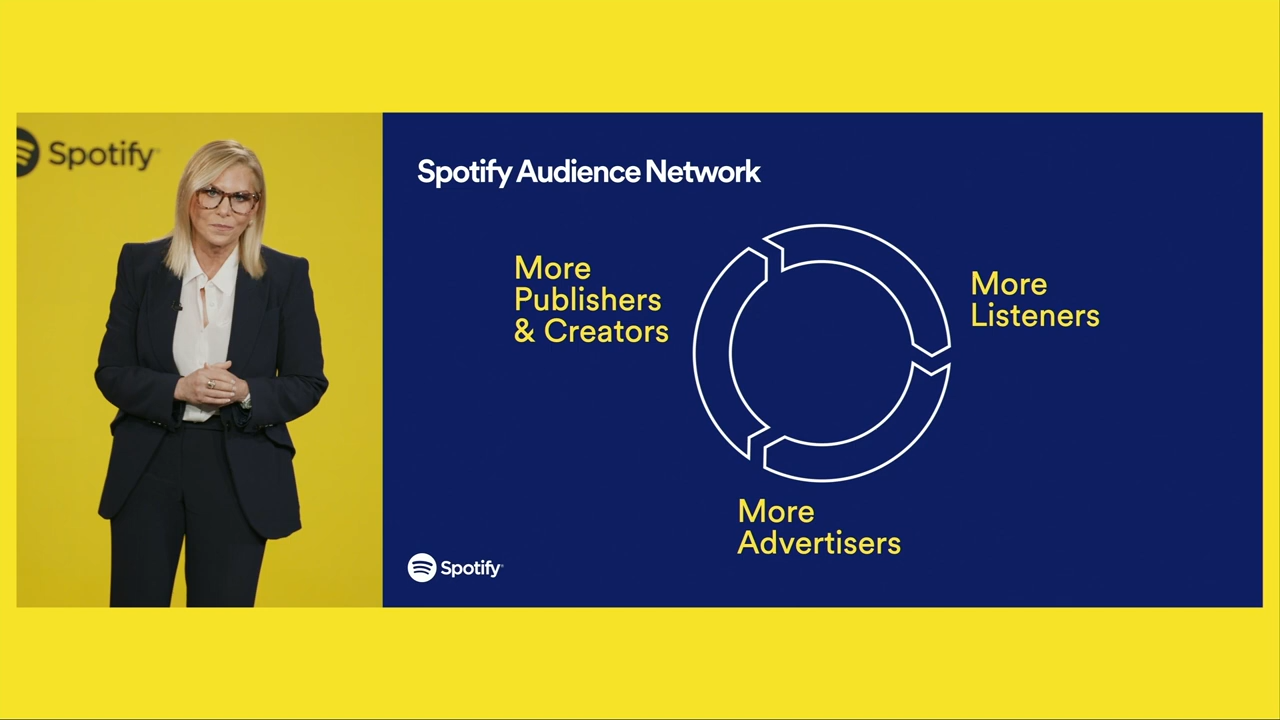 Spotify
Spotify Audience Network
More
Publishers
& Creators
More
Listeners
More
Advertisers
Spotify